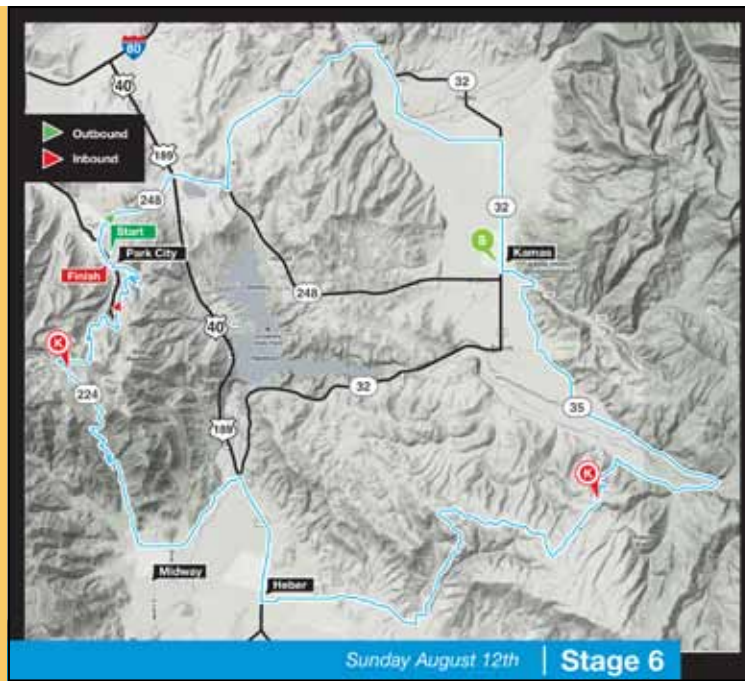 80
40
32
Outbound
Inbound
189
248
32
Start
S
Kamas
Park City
Finish
248
40
K
224
32
35
189
K
Midway
Heber
Sunday August 12th | Stage 6